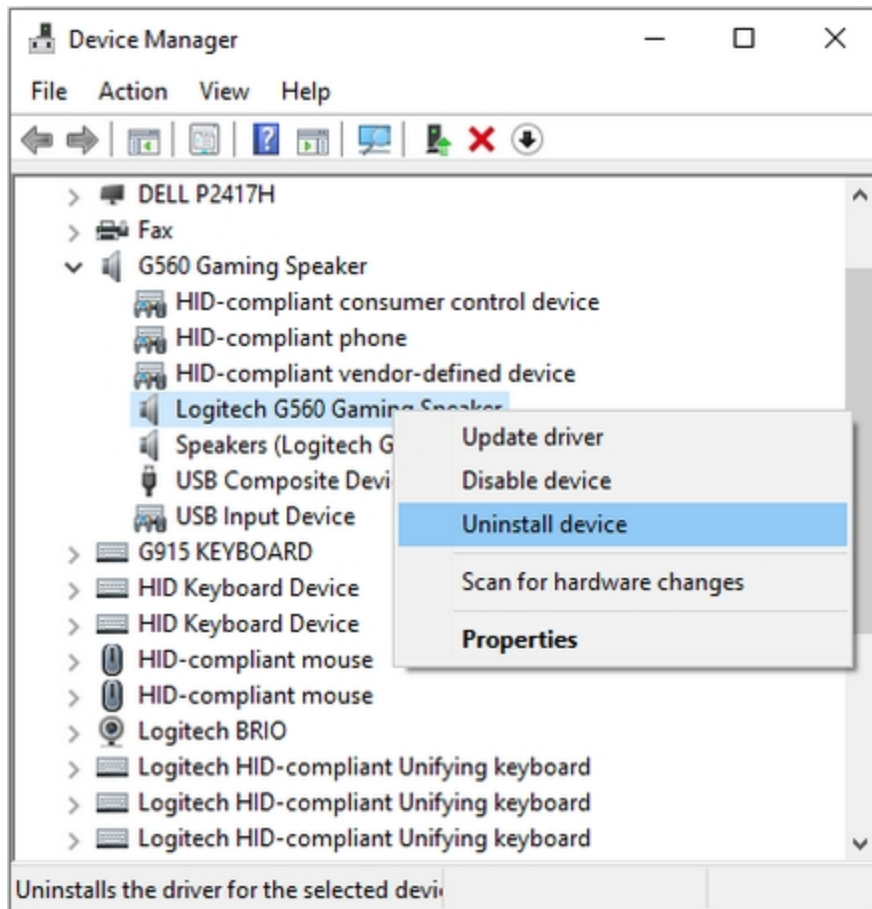 Device Manager
File Action View Help
DELL P2417H
Fax
G560 Gaming Speaker
HID-compliant consumer control device
HID-compliant phone
HID-compliant vendor-defined device
Logitech G560 Gaming Speaker
Update driver
Speakers (Logitech G
Disable device
USB Composite Devi
Uninstall device
USB Input Device
G915 KEYBOARD
Scan for hardware changes
HID Keyboard Device
HID Keyboard Device
Properties
HID-compliant mouse
HID-compliant mouse
Logitech BRIO
Logitech HID-compliant Unifying keyboard
Logitech HID-compliant Unifying keyboard
Logitech HID-compliant Unifying keyboard
Uninstalls the driver for the selected devi